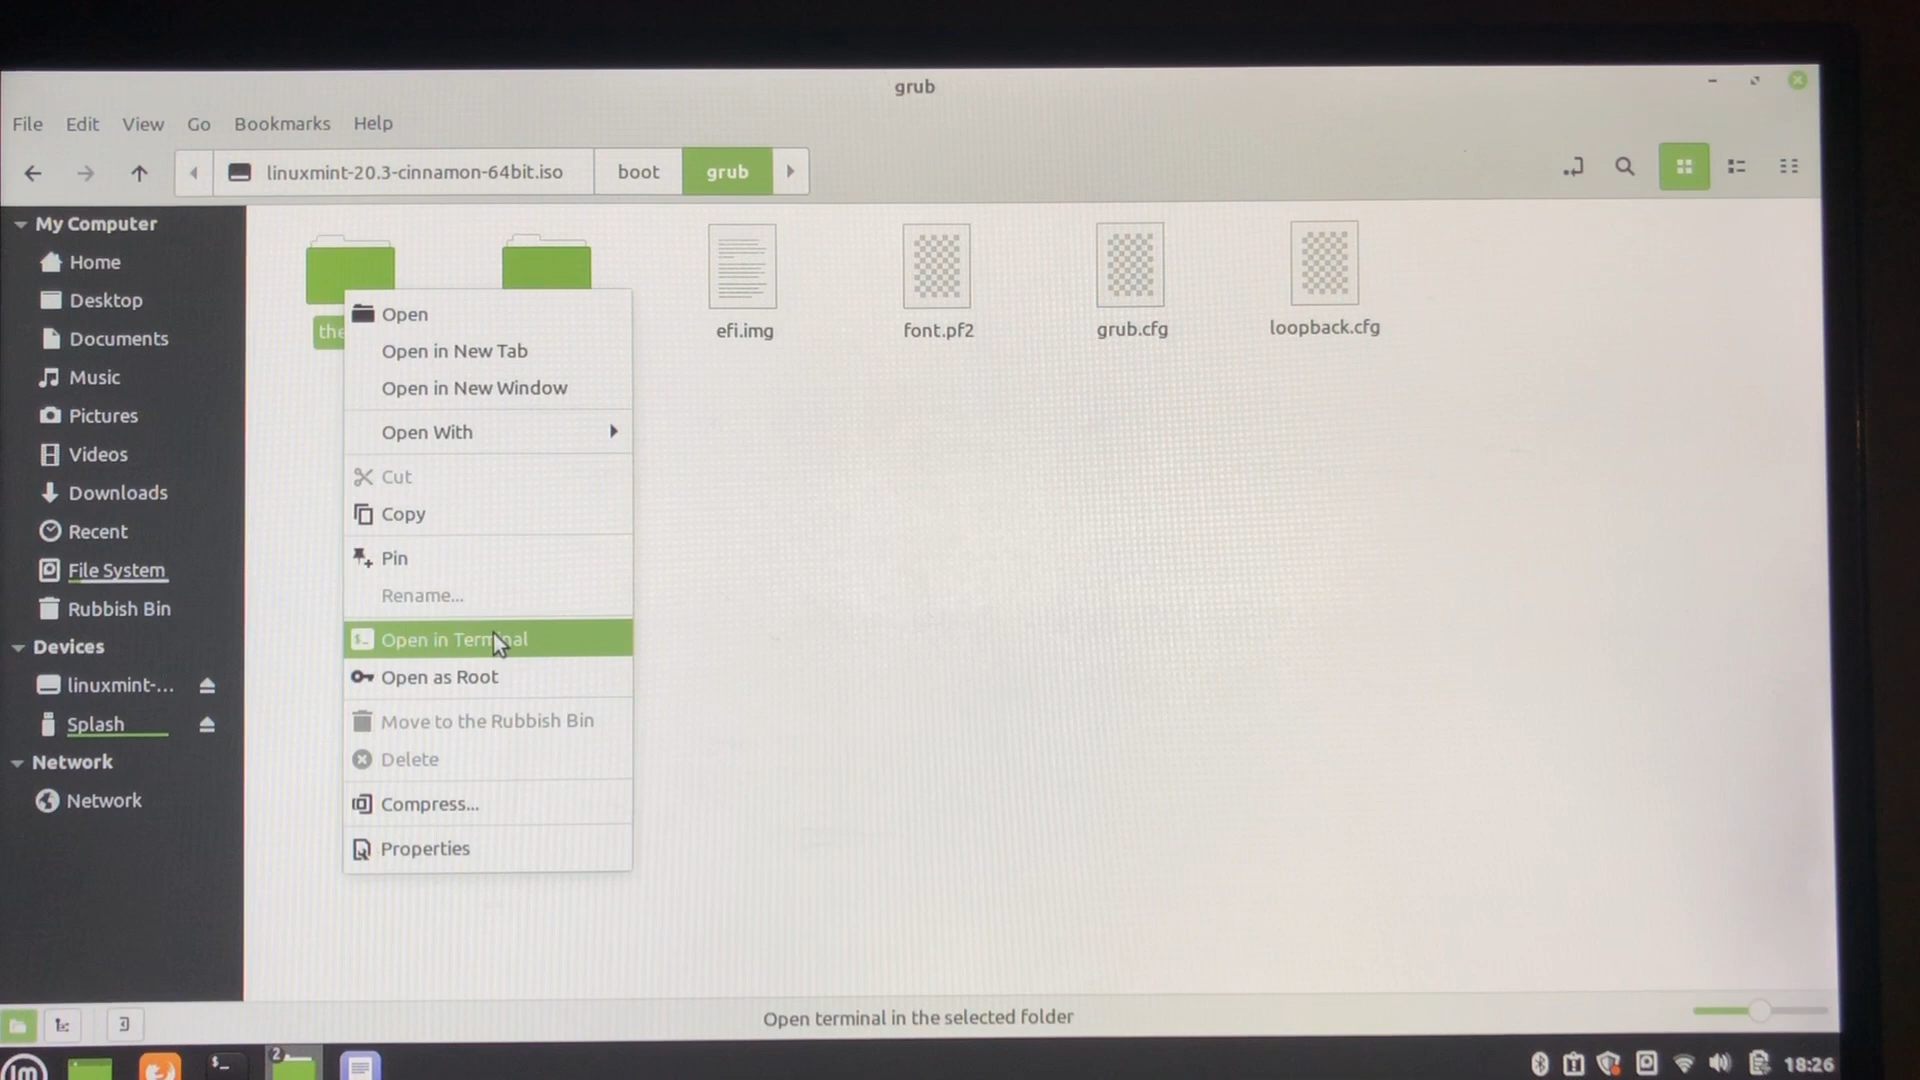 grub
File Edit View Go Bookmarks Help
linuxmint-20.3-cinnamon-64bit.iso boot grub
My Computer
Home
Desktop
Documents
Music
Pictures
Videos
Downloads
Recent
File System
Rubbish Bin
Devices
linuxmint-...
Splash
Network
Network
the
efi.img
font.pf2
grub.cfg
loopback.cfg
Open
Open in New Tab
Open in New Window
Open With
Cut
Copy
Pin
Rename...
Open in Terminal
Open as Root
Move to the Rubbish Bin
Delete
Compress...
Properties
Open terminal in the selected folder
2
18:26